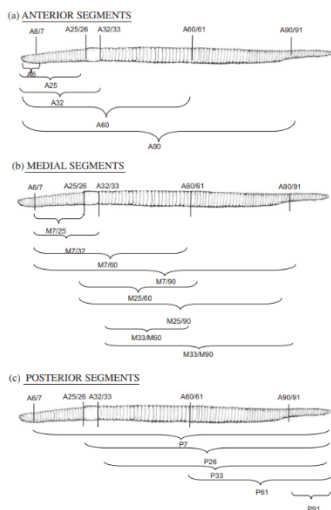 (a) ANTERIOR SEGMENTS
A6/7 A25/26 A32/33 A60/61 A90/91
A6
A25
A32
A60
A90
(b) MEDIAL SEGMENTS
A6/7 A25/26 A32/33 A60/61 A90/91
M7/25
M7/32
M7/60
M7/90
M25/60
M25/90
M33/M60
M33/M90
(c) POSTERIOR SEGMENTS
A6/7 A25/26 A32/33 A60/61 A90/91
P7
P26
P33
P61
P91